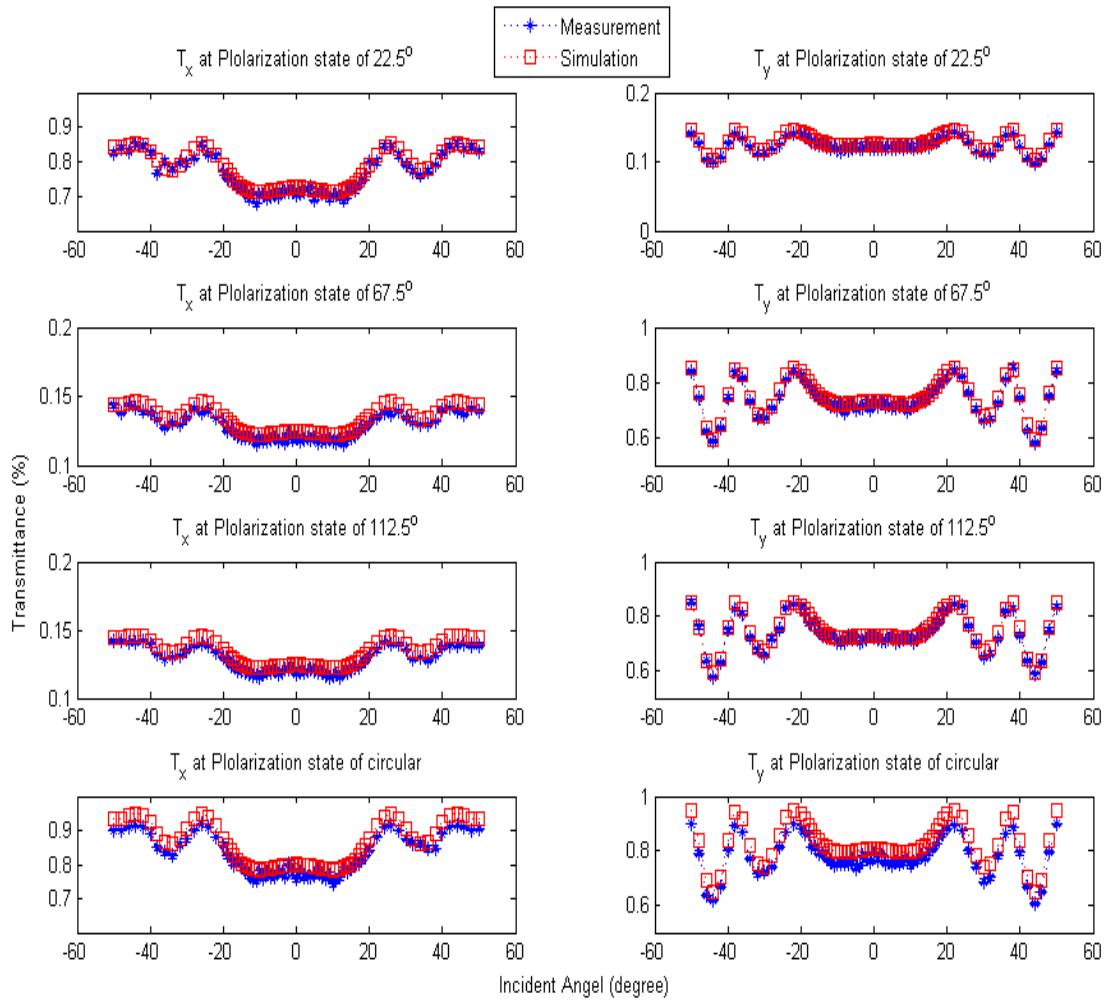 Measurement
Simulation
Tx at Plolarization state of 22.5o
0.9
0.8
0.7
-60 -40 -20 0 20 40 60
Ty at Plolarization state of 22.5o
0.2
0.1
0
-60 -40 -20 0 20 40 60
Tx at Plolarization state of 67.5o
0.2
0.15
0.1
-60 -40 -20 0 20 40 60
Ty at Plolarization state of 67.5o
1
0.8
0.6
-60 -40 -20 0 20 40 60
Tx at Plolarization state of 112.5o
0.2
0.15
0.1
-60 -40 -20 0 20 40 60
Ty at Plolarization state of 112.5o
1
0.8
0.6
-60 -40 -20 0 20 40 60
Tx at Plolarization state of circular
0.9
0.8
0.7
-60 -40 -20 0 20 40 60
Ty at Plolarization state of circular
1
0.8
0.6
-60 -40 -20 0 20 40 60
Transmittance (%)
Incident Angel (degree)